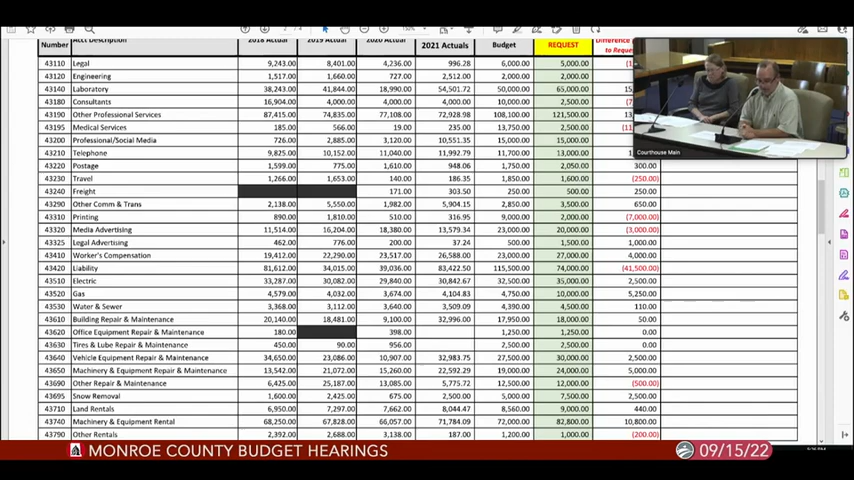 Number Acct Description 2018 Actual 2019 Actual 2020 Actual 2021 Actuals Budget REQUEST Difference
to Reques
43110 Legal 9,243.00 8,401.00 4,236.00 996.28 6,000.00 5,000.00 (1,
43120 Engineering 1,517.00 1,660.00 727.00 2,512.00 2,000.00 2,000.00
43140 Laboratory 38,243.00 41,844.00 18,990.00 54,501.72 50,000.00 65,000.00 15,
43180 Consultants 16,904.00 4,000.00 4,000.00 4,000.00 10,000.00 2,500.00 (7,
43190 Other Professional Services 87,415.00 74,835.00 77,108.00 72,928.98 108,100.00 121,500.00 13,
43195 Medical Services 185.00 566.00 19.00 235.00 13,750.00 2,500.00 (11,
43200 Professional/Social Media 726.00 2,885.00 3,120.00 10,551.35 15,000.00 15,000.00
43210 Telephone 9,825.00 10,152.00 11,040.00 11,992.79 11,700.00 13,000.00 1
43220 Postage 1,599.00 775.00 1,610.00 948.06 1,750.00 2,050.00 300.00
43230 Travel 1,266.00 1,653.00 140.00 186.35 1,850.00 1,600.00 (250.00)
43240 Freight 171.00 303.50 250.00 500.00 250.00
43290 Other Comm & Trans 2,138.00 5,550.00 1,982.00 5,904.15 2,850.00 3,500.00 650.00
43310 Printing 890.00 1,810.00 510.00 316.95 9,000.00 2,000.00 (7,000.00)
43320 Media Advertising 11,514.00 16,204.00 18,380.00 13,579.34 23,000.00 20,000.00 (3,000.00)
43325 Legal Advertising 462.00 776.00 200.00 37.24 500.00 1,500.00 1,000.00
43410 Worker's Compensation 19,412.00 22,290.00 23,517.00 26,588.00 23,000.00 27,000.00 4,000.00
43420 Liability 81,612.00 34,015.00 39,036.00 83,422.50 115,500.00 74,000.00 (41,500.00)
43510 Electric 33,287.00 30,082.00 29,840.00 30,842.67 32,500.00 35,000.00 2,500.00
43520 Gas 4,579.00 4,032.00 3,674.00 4,104.83 4,750.00 10,000.00 5,250.00
43530 Water & Sewer 3,368.00 3,112.00 3,640.00 3,509.09 4,390.00 4,500.00 110.00
43610 Building Repair & Maintenance 20,140.00 18,481.00 9,100.00 32,996.00 17,950.00 18,000.00 50.00
43620 Office Equipment Repair & Maintenance 180.00 398.00 1,250.00 1,250.00 0.00
43630 Tires & Lube Repair & Maintenance 450.00 90.00 956.00 2,500.00 2,500.00 0.00
43640 Vehicle Equipment Repair & Maintenance 34,650.00 23,086.00 10,907.00 32,983.75 27,500.00 30,000.00 2,500.00
43650 Machinery & Equipment Repair & Maintenance 13,542.00 21,072.00 15,260.00 22,592.29 19,000.00 24,000.00 5,000.00
43690 Other Repair & Maintenance 6,425.00 25,187.00 13,085.00 5,775.72 12,500.00 12,000.00 (500.00)
43695 Snow Removal 1,600.00 2,425.00 675.00 2,500.00 5,000.00 7,500.00 2,500.00
43710 Land Rentals 6,950.00 7,297.00 7,662.00 8,044.47 8,560.00 9,000.00 440.00
43720 Machinery & Equipment Rental 68,250.00 67,828.00 66,057.00 71,784.09 72,000.00 82,800.00 10,800.00
43790 Other Rentals 2,392.00 2,688.00 3,138.00 187.00 1,200.00 1,000.00 (200.00)
Courthouse Main
MONROE COUNTY BUDGET HEARINGS 09/15/22